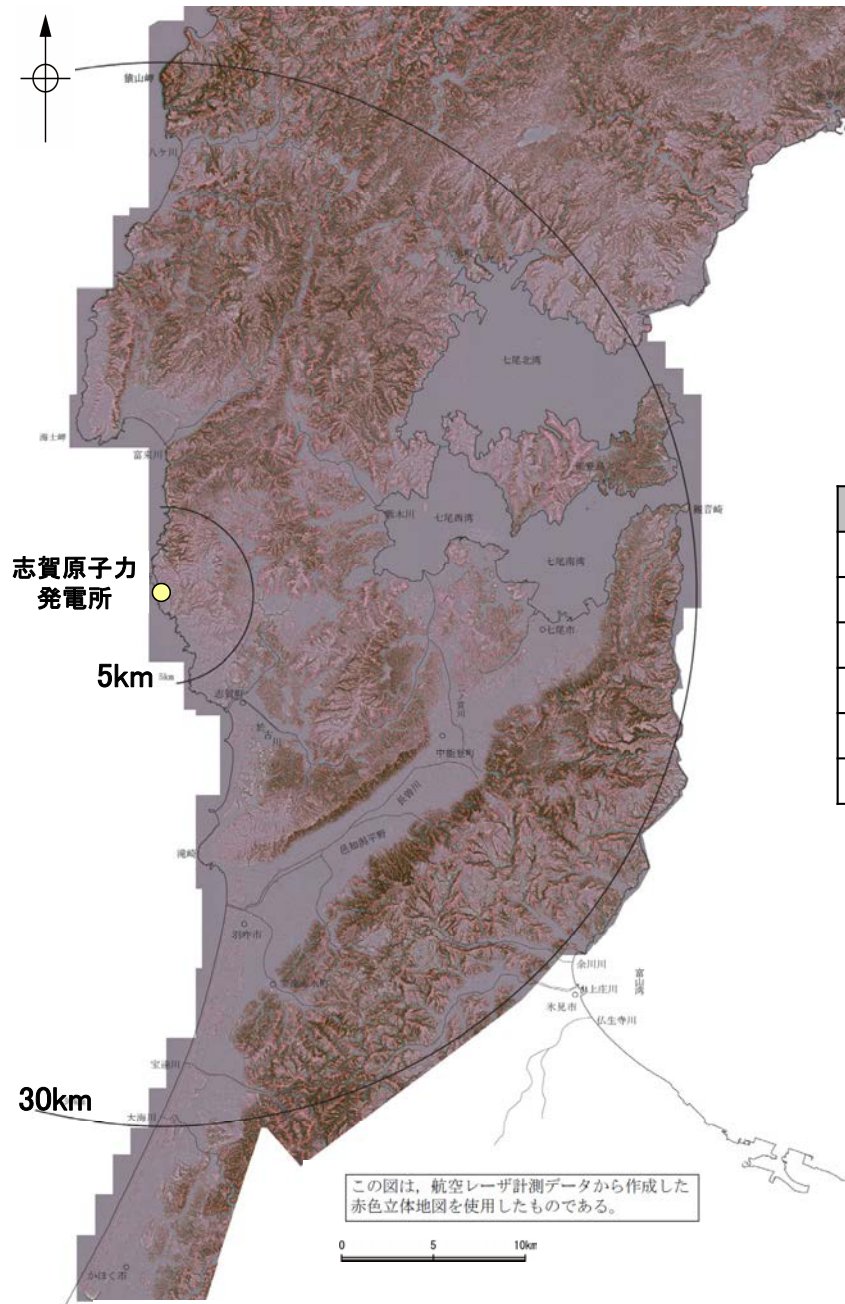 猿山岬
八ケ川
七尾北湾
海士岬
富来川
能登島
熊木川
七尾西湾
観音崎
七尾南湾
志賀原子力
発電所
七尾市
5km
5km
志賀町
二ノ宮川
於古川
中能登町
長曽川
邑知潟平野
滝崎
羽咋市
余川川
富山湾
上庄川
氷見市
仏生寺川
宝達川
30km
大海川
この図は，航空レーザ計測データから作成した
赤色立体地図を使用したものである。
0 5 10km
かほく市